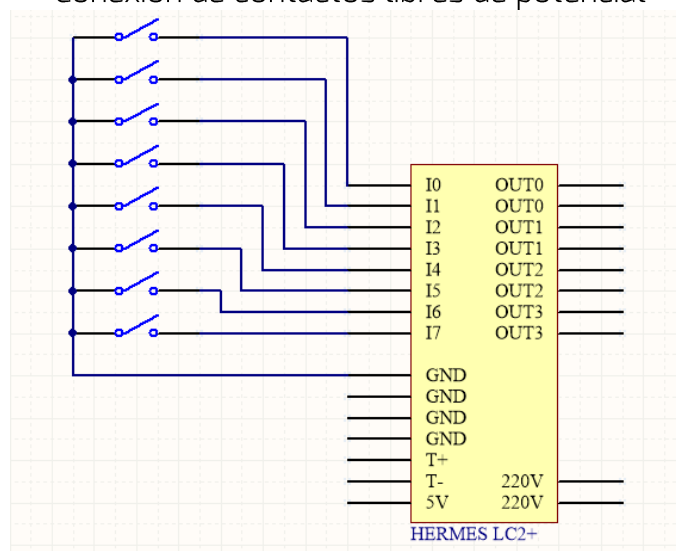 conexión de contactos libres de potencial
I0 OUT0
I1 OUT0
I2 OUT1
I3 OUT1
I4 OUT2
I5 OUT2
I6 OUT3
I7 OUT3
GND
GND
GND
GND
T+
T- 220V
5V 220V
HERMES LC2+